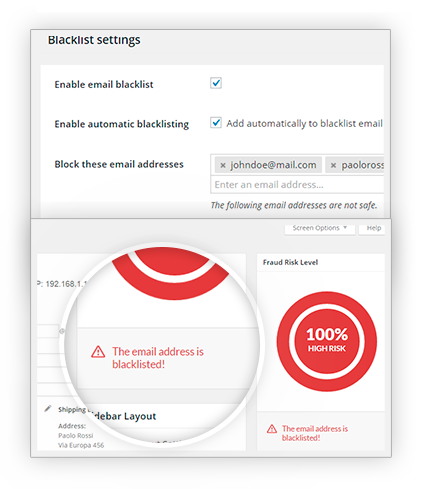 Blacklist settings
Enable email blacklist
Enable automatic blacklisting
Add automatically to blacklist email
Block these email addresses
× johndoe@mail.com × paoloross
Enter an email address...
The following email addresses are not safe.
Screen Options ▼ Help
P: 192.168.1.1
Fraud Risk Level
100%
HIGH RISK
The email address is
blacklisted!
The email address is
blacklisted!
Shipping
debar Layout
Address:
Paolo Rossi
Via Europa 456